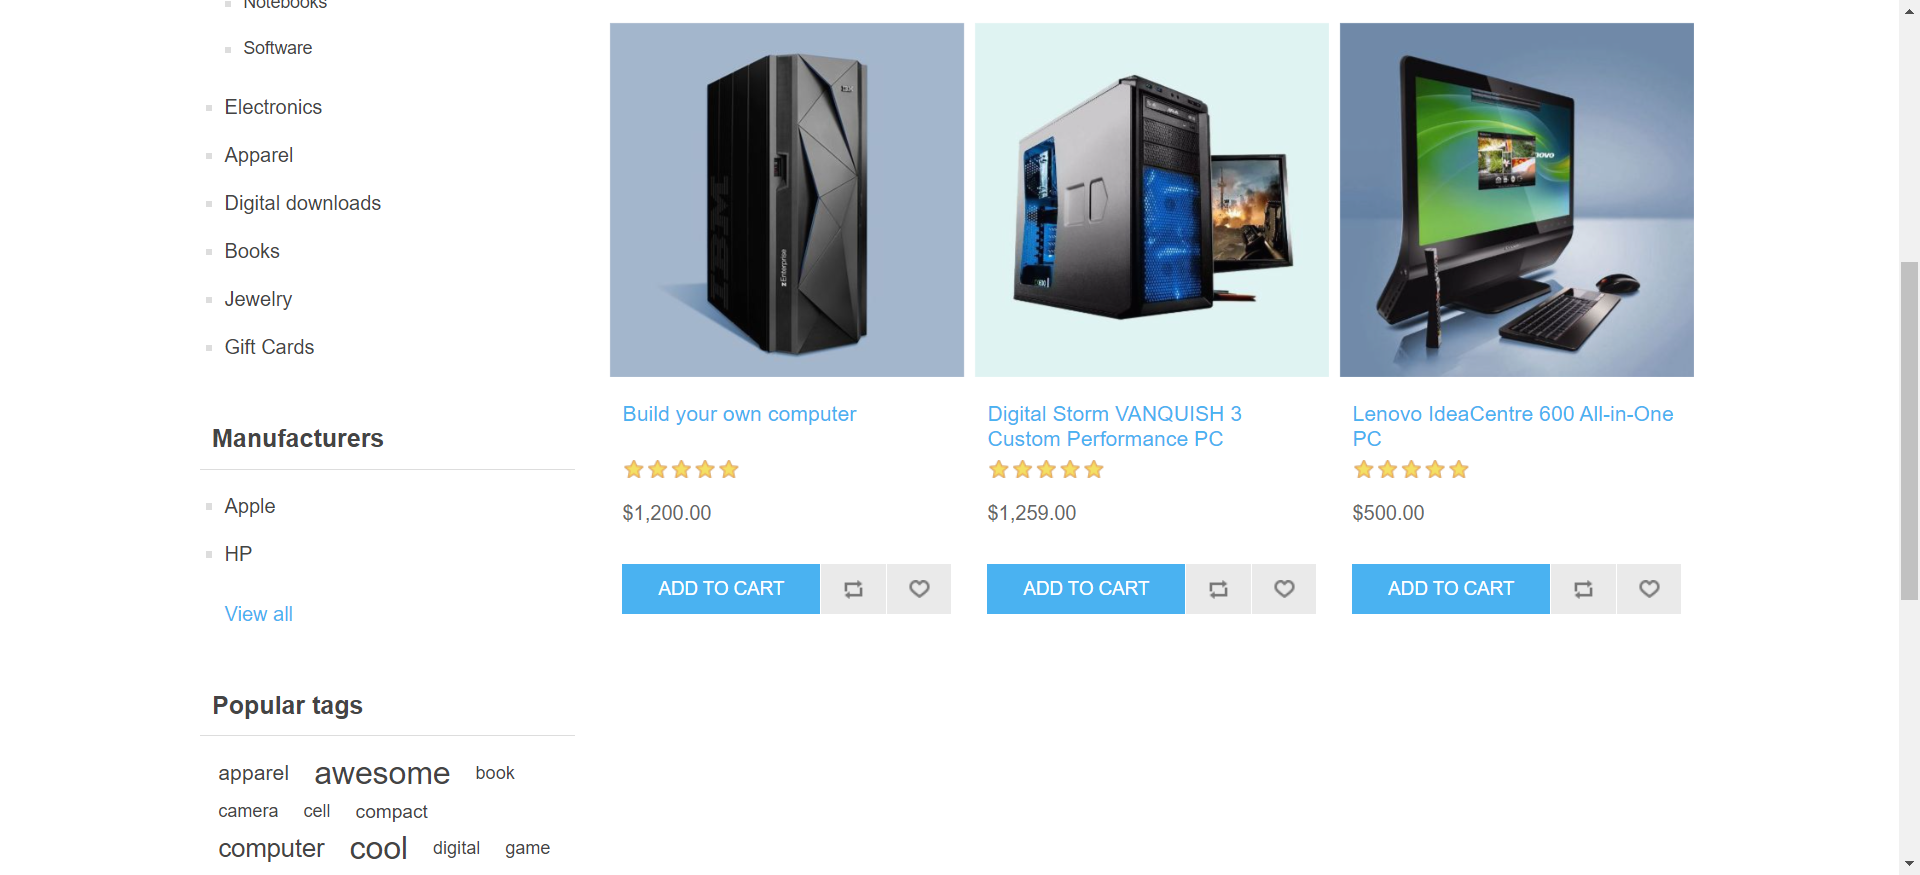 Notebooks
Software
Electronics
Apparel
Digital downloads
Books
Jewelry
Gift Cards
Manufacturers
Apple
HP
View all
Popular tags
apparel awesome book
camera cell compact
computer cool digital game
IBM
IBM
zEnterprise
Build your own computer
$1,200.00
ADD TO CART
Digital Storm VANQUISH 3
Custom Performance PC
$1,259.00
ADD TO CART
Lenovo IdeaCentre 600 All-in-One
PC
$500.00
ADD TO CART